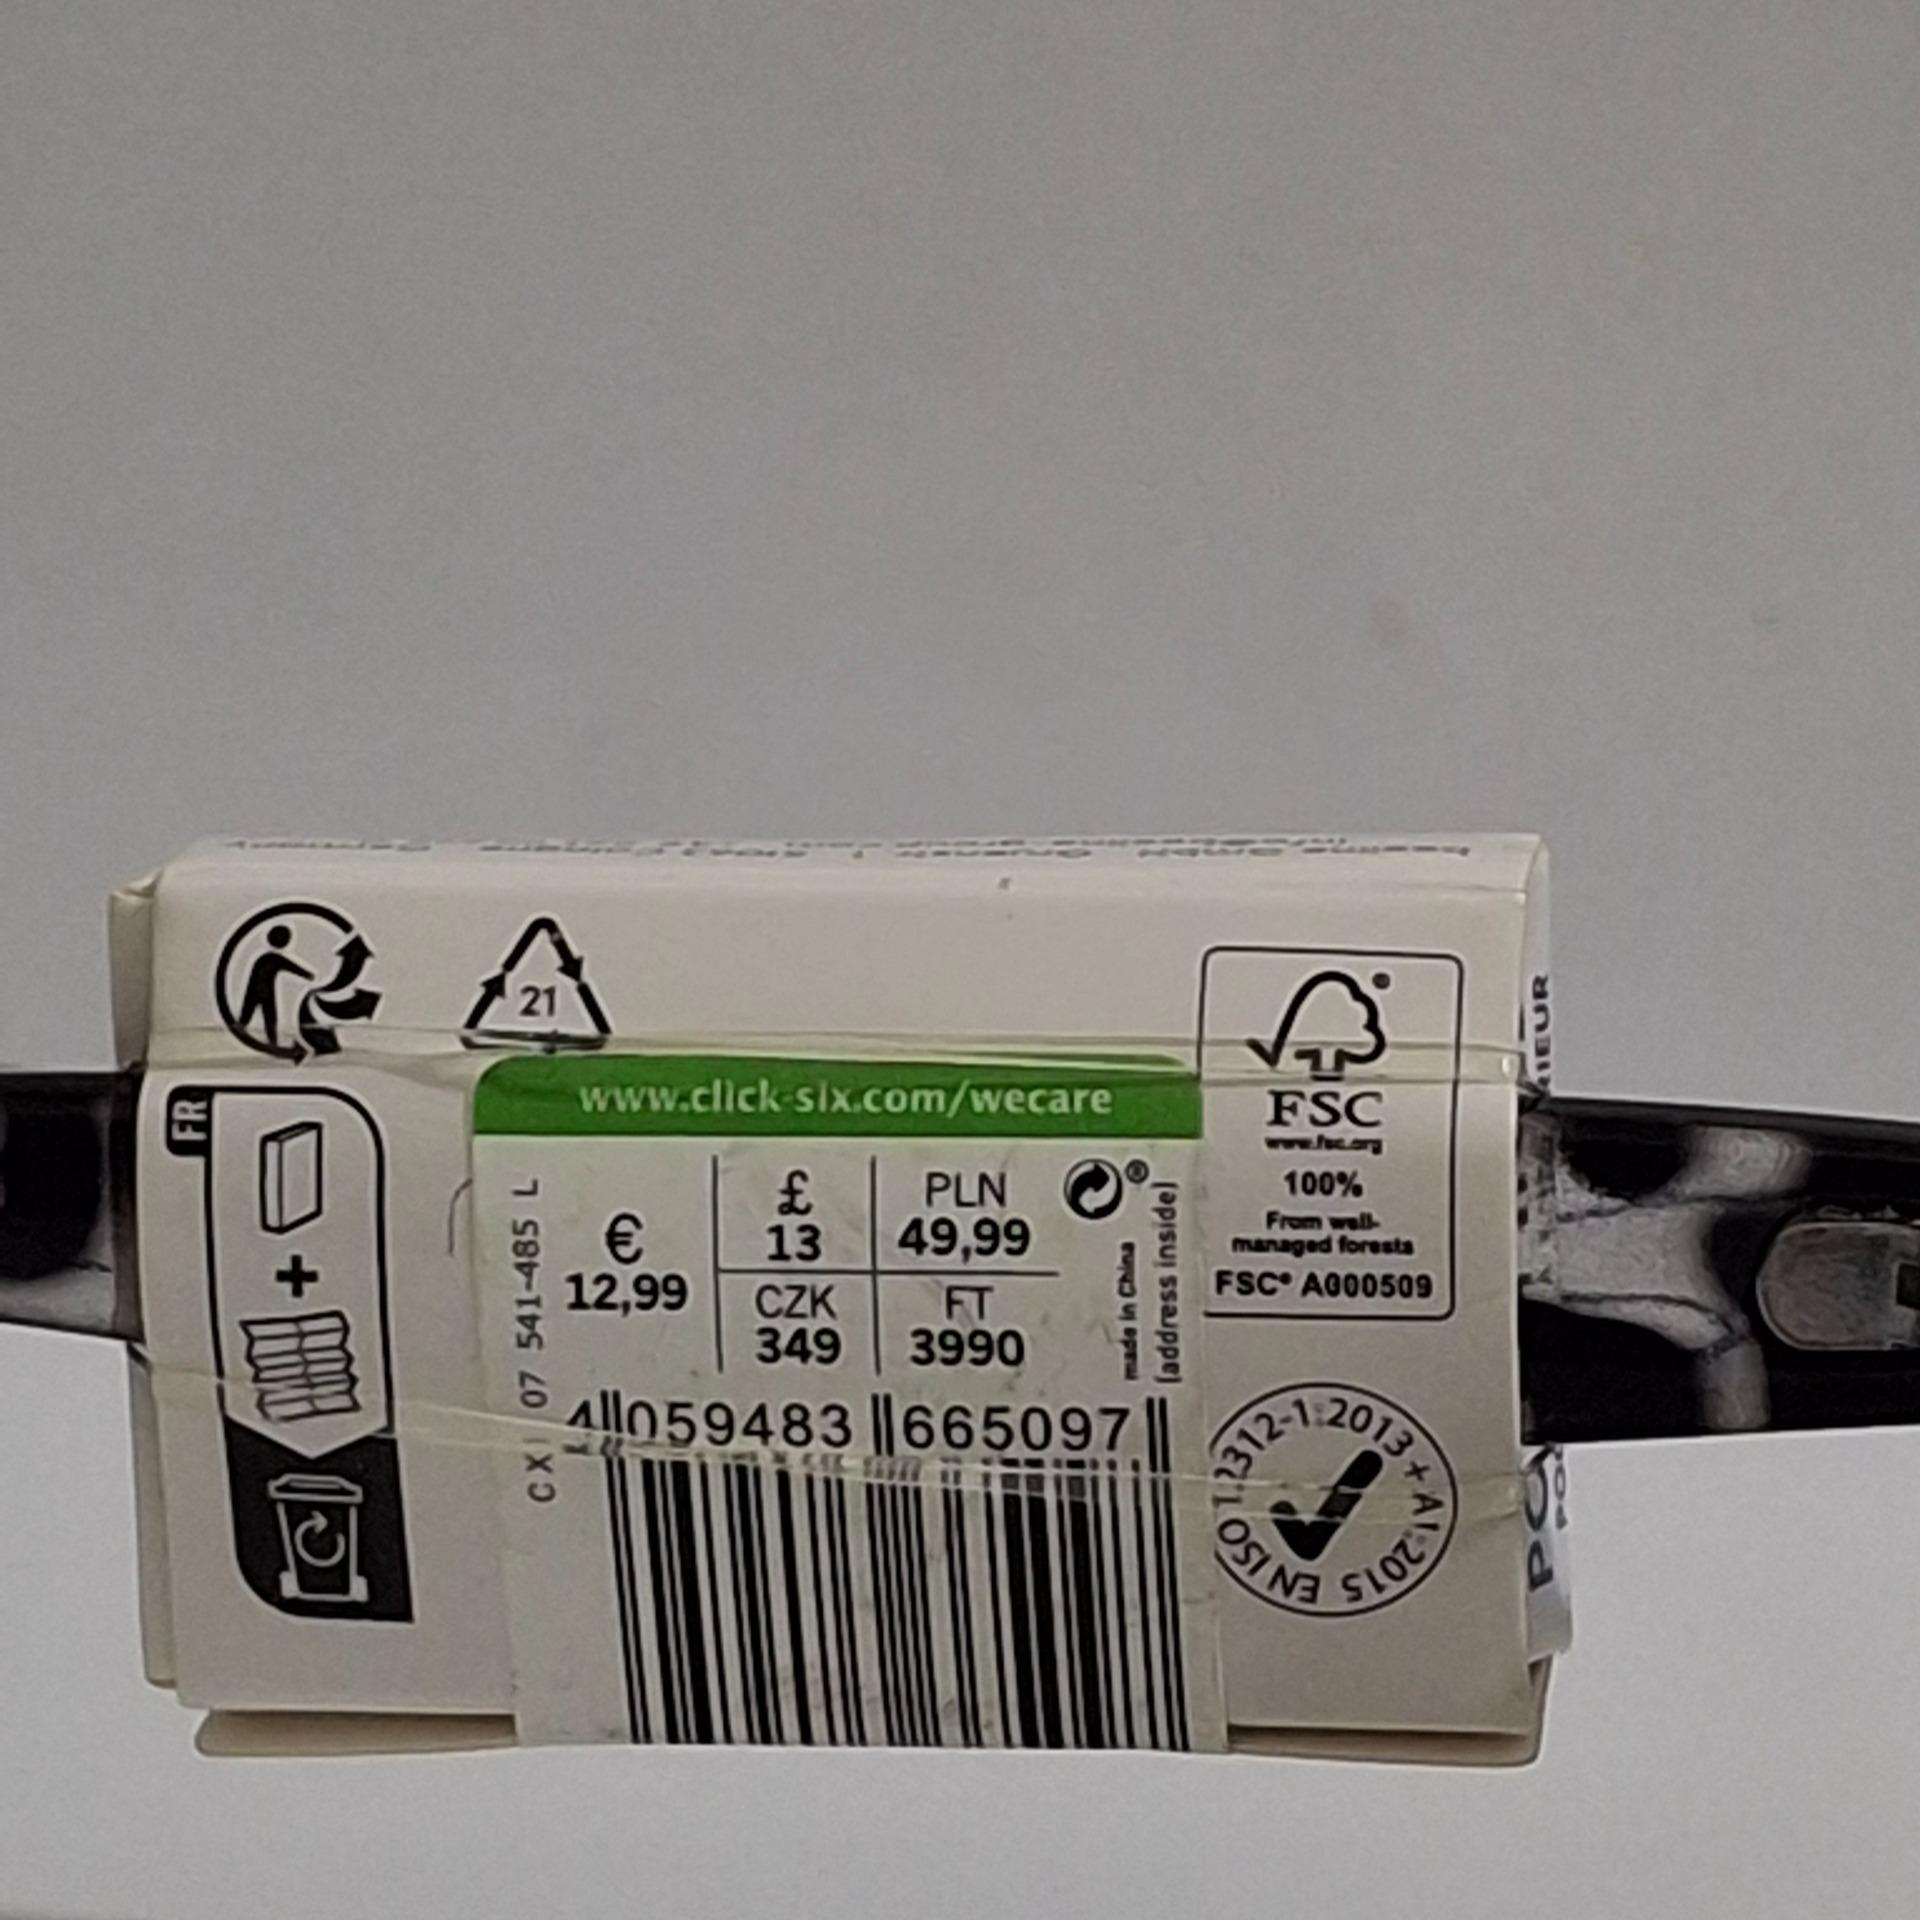 21
www.click-six.com/wecare
FR
CX 07 541-485 L
€
12,99
£
13
PLN
49,99
CZK
349
FT
3990
made in China
(address inside)
4 059483 665097
FSC
www.fsc.org
100%
From well-
managed forests
FSC® A000509
EN ISO 12312-1:2013 + A1:2015